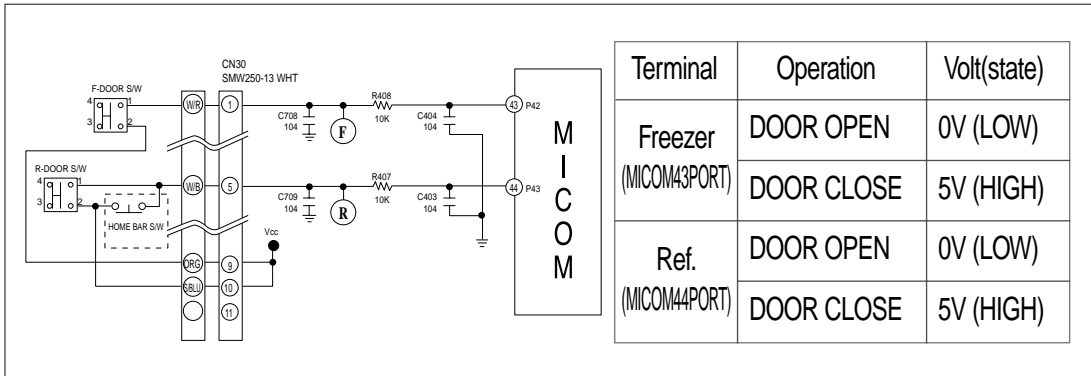 CN30
SMW250-13 WHT
F-DOOR S/W
4 1
3 2
W/R 1
R408
10K
C708
104
F
C404
104
43 P42
R-DOOR S/W
4 1
3 2
W/B 5
R407
10K
C709
104
R
C403
104
44 P43
HOME BAR S/W
Vcc
ORG 9
S/BLU 10
11
MICOM
Terminal Operation Volt(state)
Freezer
(MICOM43PORT)
DOOR OPEN 0V (LOW)
DOOR CLOSE 5V (HIGH)
Ref.
(MICOM44PORT)
DOOR OPEN 0V (LOW)
DOOR CLOSE 5V (HIGH)